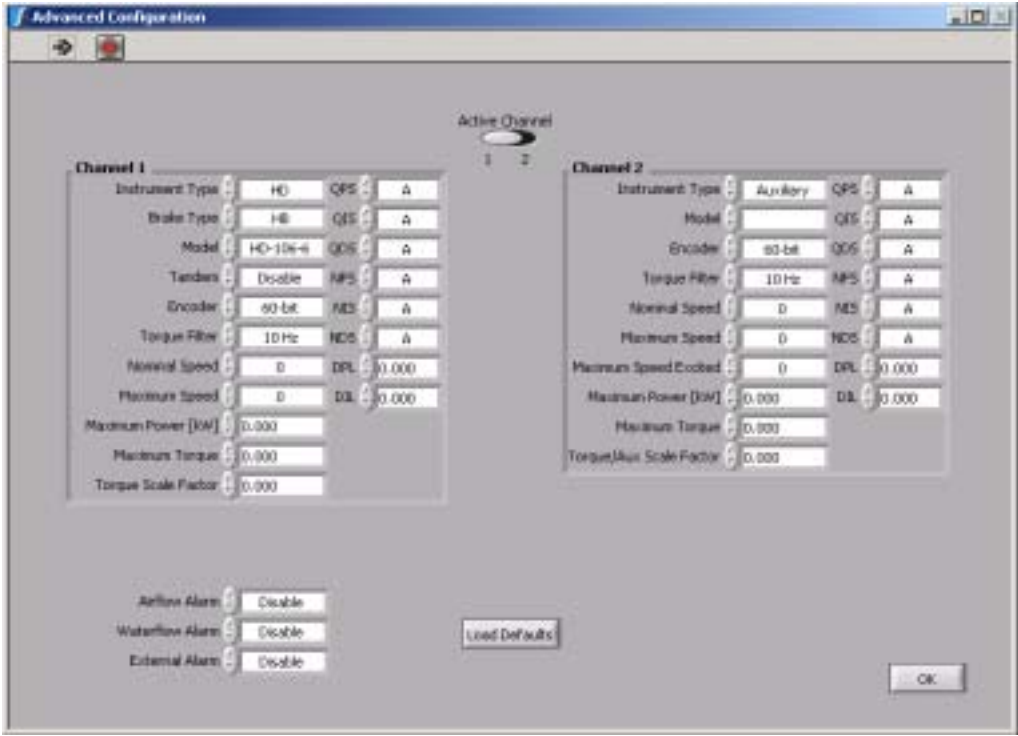 Advanced Configuration
Active Channel
1 2
Channel 1
Instrument Type HD QPS A
Brake Type HB QIS A
Model HD-106-6 QDS A
Tandem Disable NPS A
Encoder 60-bit NIS A
Torque Filter 10 Hz NDS A
Nominal Speed 0 DPL 0.000
Maximum Speed 0 DIL 0.000
Maximum Power [kW] 0.000
Maximum Torque 0.000
Torque Scale Factor 0.000
Channel 2
Instrument Type Auxiliary QPS A
Model QIS A
Encoder 60-bit QDS A
Torque Filter 10 Hz NPS A
Nominal Speed 0 NIS A
Maximum Speed 0 NDS A
Maximum Speed Excited 0 DPL 0.000
Maximum Power [kW] 0.000 DIL 0.000
Maximum Torque 0.000
Torque/Aux Scale Factor 0.000
Airflow Alarm Disable
Waterflow Alarm Disable
External Alarm Disable
Load Defaults
OK